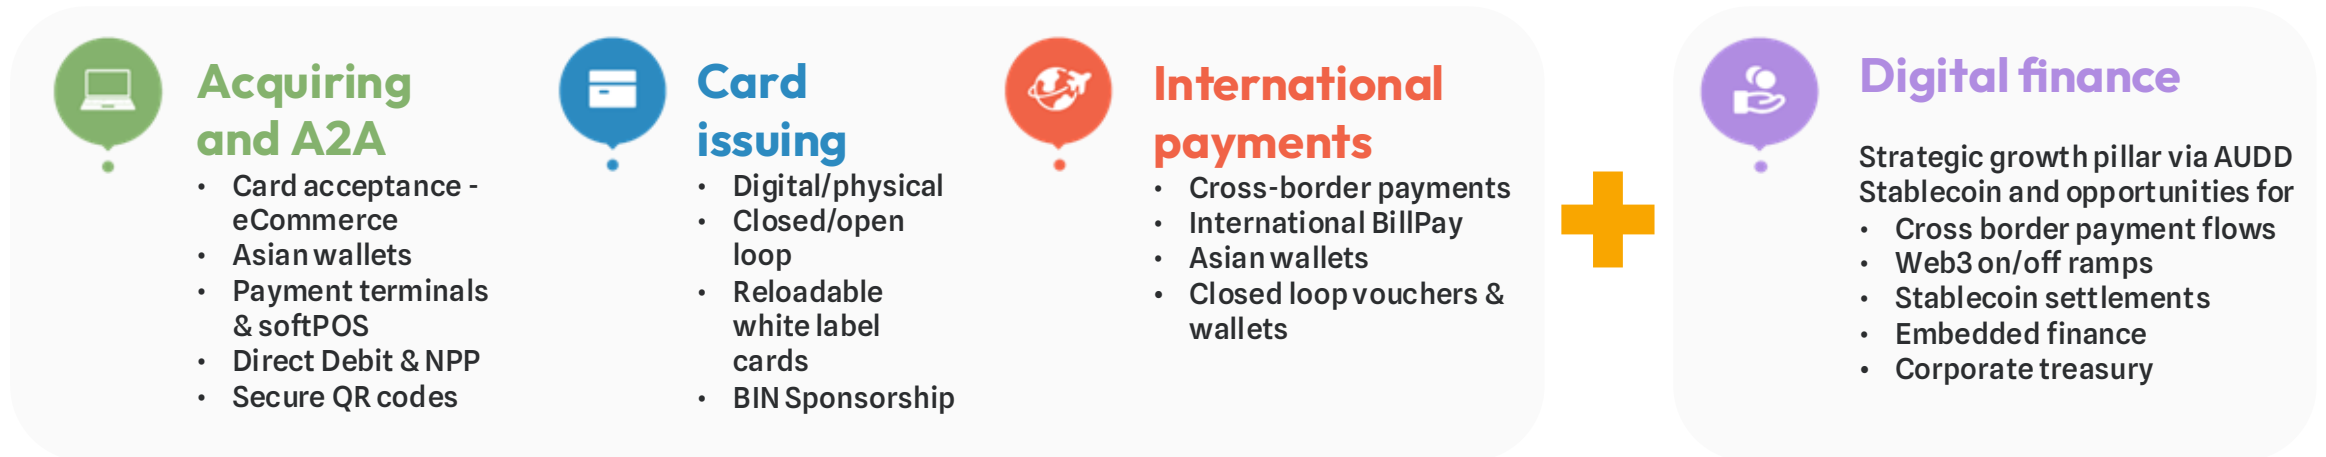 Acquiring
and A2A
• Card acceptance -
eCommerce
• Asian wallets
• Payment terminals
& softPOS
• Direct Debit & NPP
• Secure QR codes
Card
issuing
• Digital/physical
• Closed/open
loop
• Reloadable
white label
cards
• BIN Sponsorship
International
payments
• Cross-border payments
• International BillPay
• Asian wallets
• Closed loop vouchers &
wallets
Digital finance
Strategic growth pillar via AUDD
Stablecoin and opportunities for
• Cross border payment flows
• Web3 on/off ramps
• Stablecoin settlements
• Embedded finance
• Corporate treasury